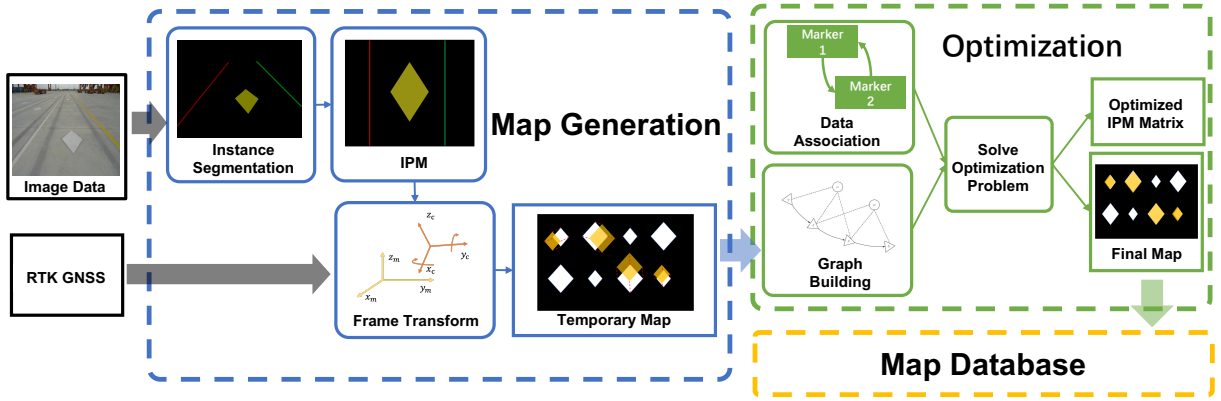 Image Data
RTK GNSS
Instance
Segmentation
IPM
Map Generation
z_c
y_c
x_c
z_m
y_m
x_m
Frame Transform
Temporary Map
Optimization
Marker
1
Marker
2
Data
Association
Graph
Building
Solve
Optimization
Problem
Optimized
IPM Matrix
Final Map
Map Database